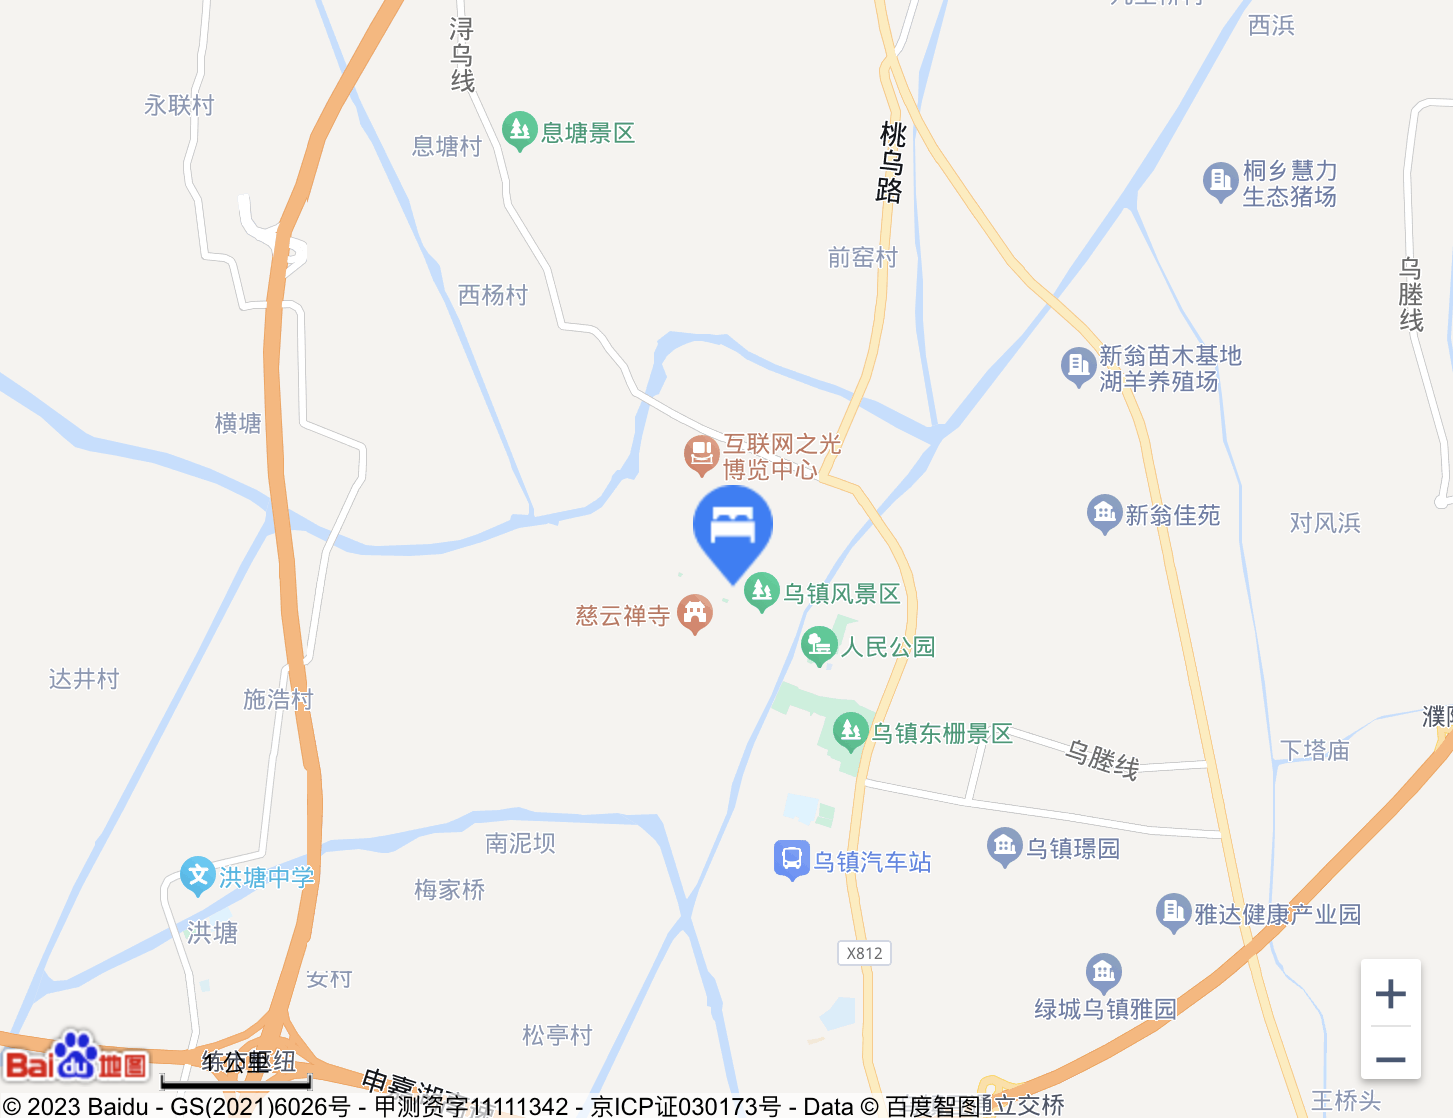 西浜
浔乌线
永联村
息塘村
息塘景区
桃乌路
桐乡慧力
生态猪场
前窑村
西杨村
乌塍线
新翁苗木基地
湖羊养殖场
横塘
互联网之光
博览中心
新翁佳苑
对风浜
乌镇风景区
慈云禅寺
人民公园
达井村
施浩村
乌镇东栅景区
乌塍线
下塔庙
南泥坝
乌镇璟园
乌镇汽车站
洪塘中学
梅家桥
雅达健康产业园
洪塘
X812
安村
绿城乌镇雅园
松亭村
Bai du 地图
1公里
王桥头
© 2023 Baidu - GS(2021)6026号 - 甲测资字11111342 - 京ICP证030173号 - Data © 百度智图